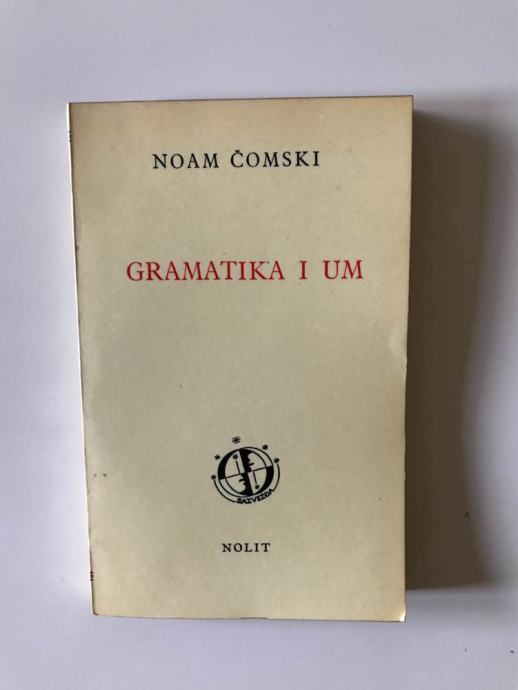 NOAM ČOMSKI
GRAMATIKA I UM
SAZVEŽĐA
NOLIT